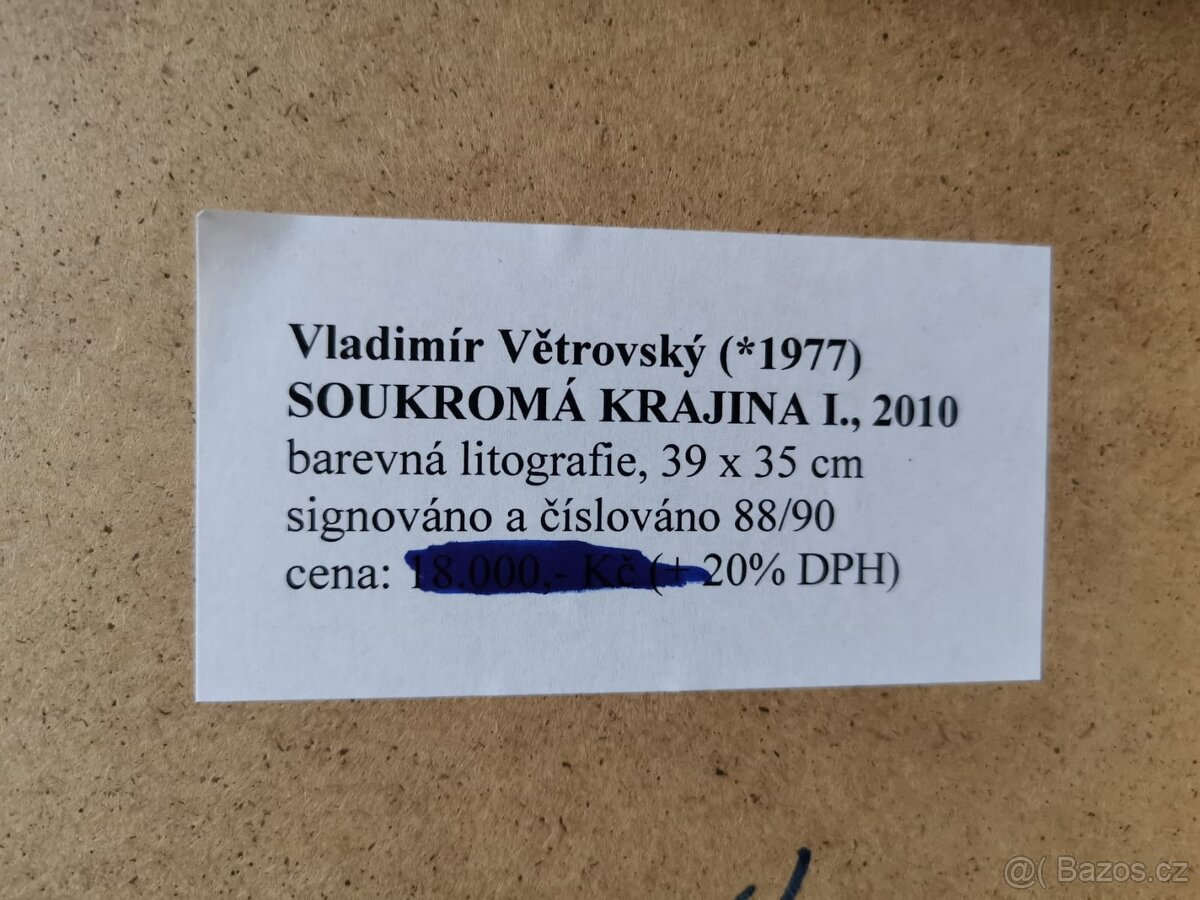 Vladimír Větrovský (*1977)
SOUKROMÁ KRAJINA I., 2010
barevná litografie, 39 x 35 cm
signováno a číslováno 88/90
cena: 18.000,- Kč (+ 20% DPH)
@( Bazos.cz